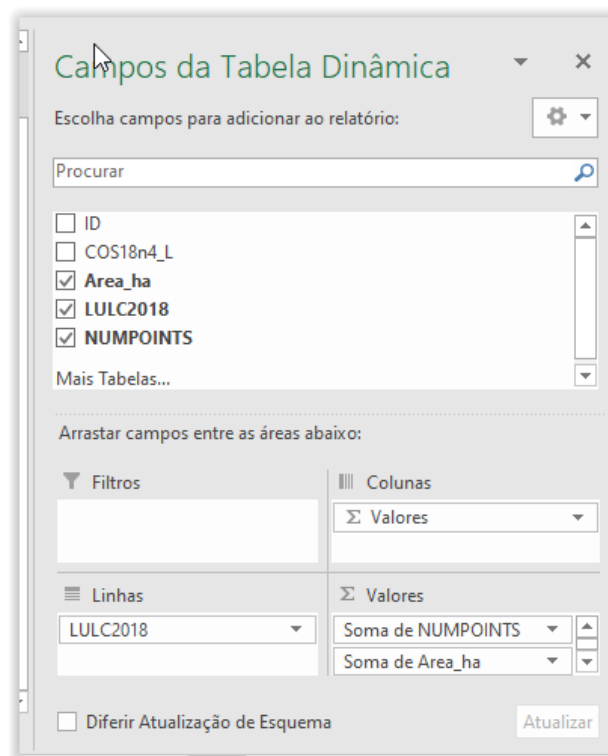 Campos da Tabela Dinâmica
Escolha campos para adicionar ao relatório:
Procurar
ID
COS18n4_L
Area_ha
LULC2018
NUMPOINTS
Mais Tabelas...
Arrastar campos entre as áreas abaixo:
Filtros
Colunas
Σ Valores
Linhas
Σ Valores
LULC2018
Soma de NUMPOINTS
Soma de Area_ha
Diferir Atualização de Esquema
Atualizar